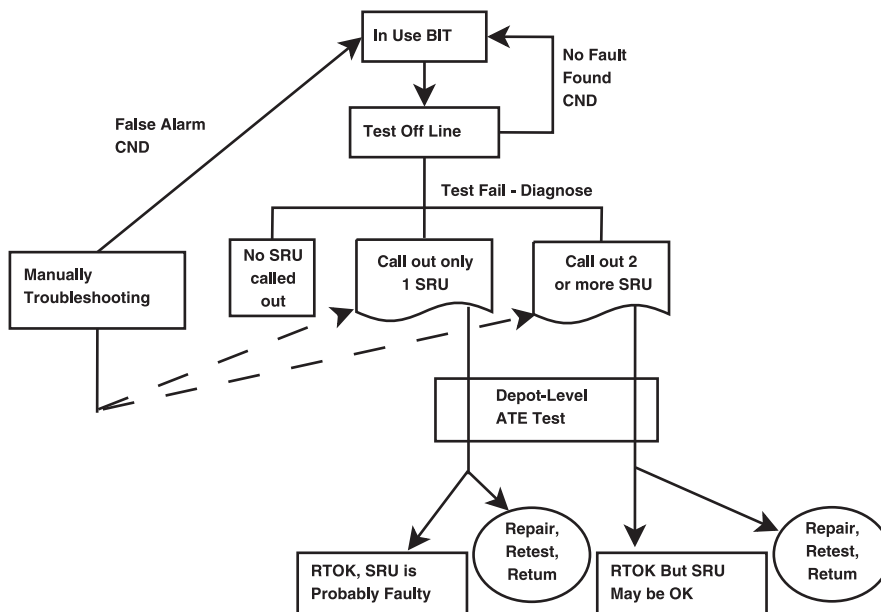 In Use BIT
No Fault
Found
CND
False Alarm
CND
Test Off Line
Test Fail - Diagnose
Manually
Troubleshooting
No SRU
called
out
Call out only
1 SRU
Call out 2
or more SRU
Depot-Level
ATE Test
RTOK, SRU is
Probably Faulty
Repair,
Retest,
Retum
RTOK But SRU
May be OK
Repair,
Retest,
Retum